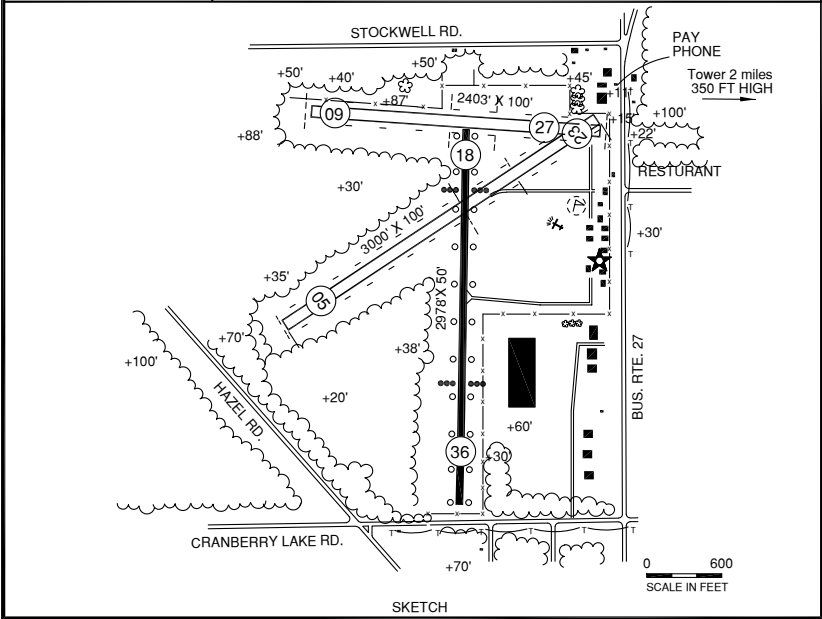 STOCKWELL RD.
PAY
PHONE
+50'
+40'
+50'
+45'
Tower 2 miles
350 FT HIGH
+87'
2403' X 100'
+11'
+100'
09
+15'
27
23
+22'
+88'
18
RESTURANT
+30'
3000' X 100'
+30'
+35'
05
2978'X 50'
+70'
+38'
+100'
HAZEL RD.
+20'
BUS. RTE. 27
+60'
36
+30'
CRANBERRY LAKE RD.
+70'
0 600
SCALE IN FEET
SKETCH